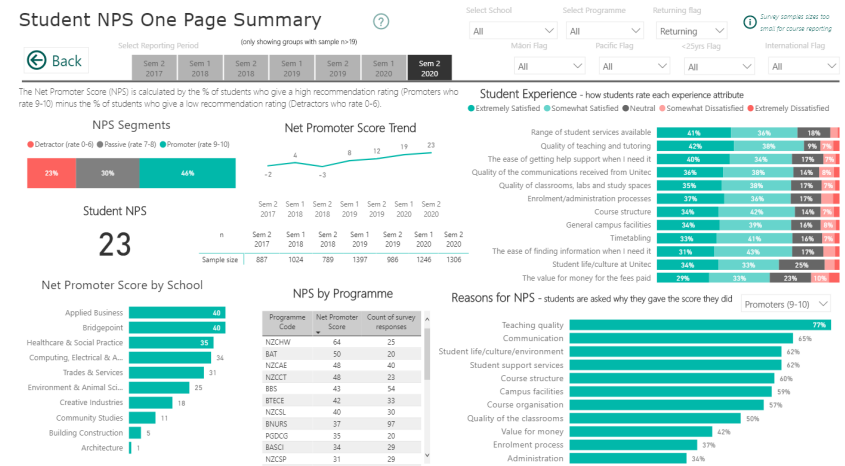 Student NPS One Page Summary
?
Select School
Select Programme
Returning flag
All
All
Returning
Survey samples sizes too
small for course reporting
Back
Select Reporting Period
(only showing groups with sample n>19)
Māori Flag
Pacific Flag
<25yrs Flag
International Flag
Sem 2 2017
Sem 1 2018
Sem 2 2018
Sem 1 2019
Sem 2 2019
Sem 1 2020
Sem 2 2020
All
All
All
All
The Net Promoter Score (NPS) is calculated by the % of students who give a high recommendation rating (Promoters who
rate 9-10) minus the % of students who give a low recommendation rating (Detractors who rate 0-6).
NPS Segments
Detractor (rate 0-6) Passive (rate 7-8) Promoter (rate 9-10)
23% 30% 46%
Net Promoter Score Trend
-2 4 -3 8 12 19 23
Sem 2 Sem 1 Sem 2 Sem 1 Sem 2 Sem 1 Sem 2
2017 2018 2018 2019 2019 2020 2020
Student NPS
23
n Sem 2 2017 Sem 1 2018 Sem 2 2018 Sem 1 2019 Sem 2 2019 Sem 1 2020 Sem 2 2020
Sample size 887 1024 789 1397 986 1246 1306
Net Promoter Score by School
Applied Business 40
Bridgepoint 40
Healthcare & Social Practice 35
Computing, Electrical & A... 34
Trades & Services 31
Environment & Animal Sci... 25
Creative Industries 18
Community Studies 11
Building Construction 5
Architecture 1
NPS by Programme
Programme Code Net Promoter Score Count of survey responses
NZCHW 64 25
BAT 50 20
NZCAE 48 40
NZCCT 48 23
BBS 43 54
BTECE 42 33
NZCSL 40 30
BNURS 37 97
PGDCG 35 20
BASCI 34 29
NZCSP 31 29
Student Experience - how students rate each experience attribute
Extremely Satisfied Somewhat Satisfied Neutral Somewhat Dissatisfied Extremely Dissatisfied
Range of student services available 41% 36% 18%
Quality of teaching and tutoring 42% 38% 9% 7%
The ease of getting help support when I need it 40% 34% 17% 7%
Quality of the communications received from Unitec 36% 38% 14% 8%
Quality of classrooms, labs and study spaces 35% 38% 17% 7%
Enrolment/administration processes 37% 36% 17%
Course structure 34% 42% 14% 7%
General campus facilities 34% 39% 16% 8%
Timetabling 33% 41% 16% 7%
The ease of finding information when I need it 31% 43% 17%
Student life/culture at Unitec 34% 33% 25%
The value for money for the fees paid 29% 33% 23% 10%
Reasons for NPS - students are asked why they gave the score they did
Promoters (9-10)
Teaching quality 77%
Communication 65%
Student life/culture/environment 62%
Student support services 62%
Course structure 60%
Campus facilities 59%
Course organisation 57%
Quality of the classrooms 50%
Value for money 42%
Enrolment process 37%
Administration 34%